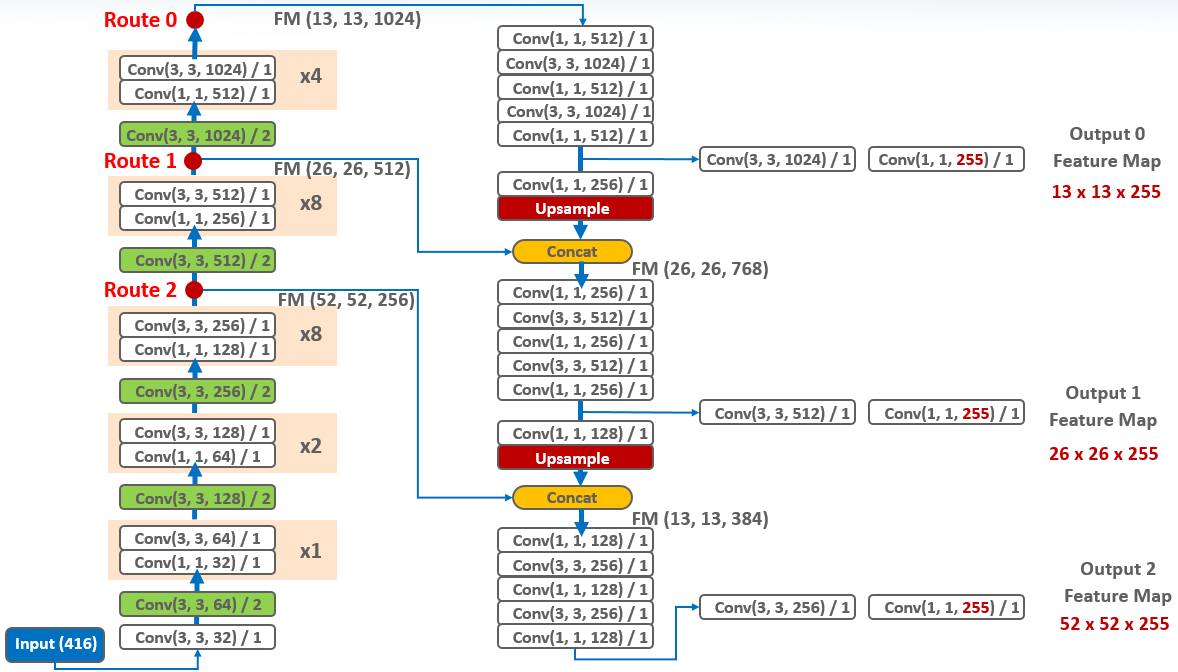 Route 0
FM (13, 13, 1024)
Conv(3, 3, 1024) / 1
Conv(1, 1, 512) / 1
x4
Conv(3, 3, 1024) / 2
Route 1
FM (26, 26, 512)
Conv(3, 3, 512) / 1
Conv(1, 1, 256) / 1
x8
Conv(3, 3, 512) / 2
Route 2
FM (52, 52, 256)
Conv(3, 3, 256) / 1
Conv(1, 1, 128) / 1
x8
Conv(3, 3, 256) / 2
Conv(3, 3, 128) / 1
Conv(1, 1, 64) / 1
x2
Conv(3, 3, 128) / 2
Conv(3, 3, 64) / 1
Conv(1, 1, 32) / 1
x1
Conv(3, 3, 64) / 2
Conv(3, 3, 32) / 1
Input (416)
Conv(1, 1, 512) / 1
Conv(3, 3, 1024) / 1
Conv(1, 1, 512) / 1
Conv(3, 3, 1024) / 1
Conv(1, 1, 512) / 1
Conv(3, 3, 1024) / 1
Conv(1, 1, 255) / 1
Output 0
Feature Map
13 x 13 x 255
Conv(1, 1, 256) / 1
Upsample
Concat
FM (26, 26, 768)
Conv(1, 1, 256) / 1
Conv(3, 3, 512) / 1
Conv(1, 1, 256) / 1
Conv(3, 3, 512) / 1
Conv(1, 1, 256) / 1
Conv(3, 3, 512) / 1
Conv(1, 1, 255) / 1
Output 1
Feature Map
26 x 26 x 255
Conv(1, 1, 128) / 1
Upsample
Concat
FM (13, 13, 384)
Conv(1, 1, 128) / 1
Conv(3, 3, 256) / 1
Conv(1, 1, 128) / 1
Conv(3, 3, 256) / 1
Conv(1, 1, 128) / 1
Conv(3, 3, 256) / 1
Conv(1, 1, 255) / 1
Output 2
Feature Map
52 x 52 x 255